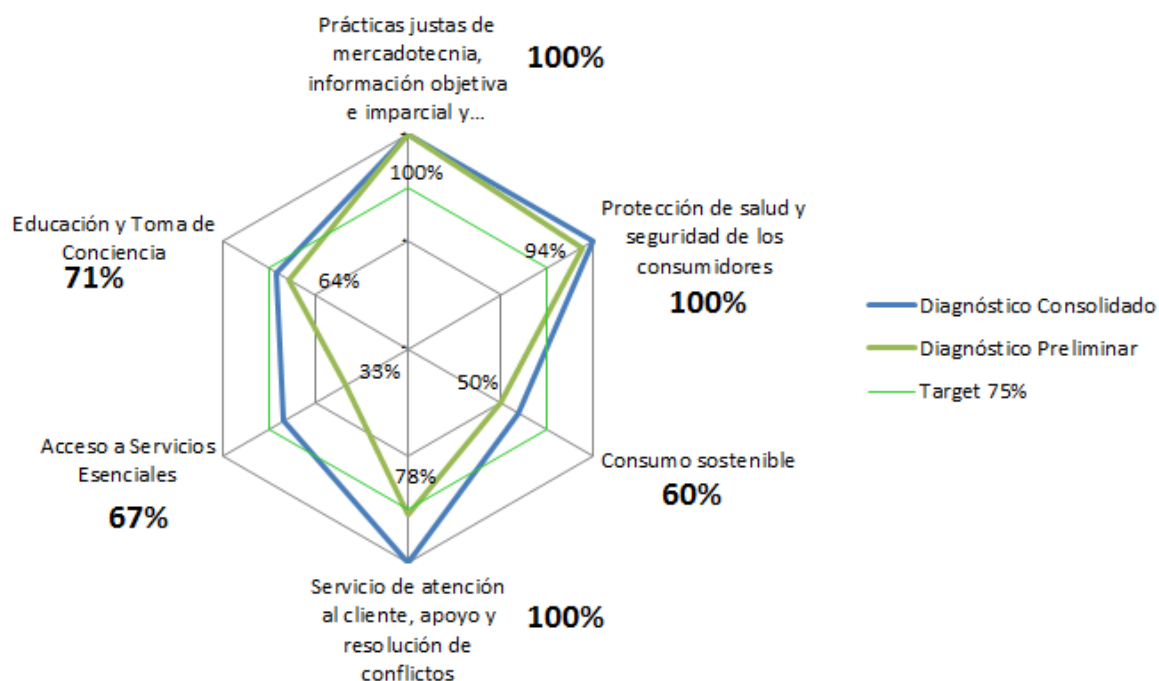 Prácticas justas de
mercadotecnia,
información objetiva
e imparcial y...
100%
100%
Protección de salud y
seguridad de los
consumidores
100%
94%
Educación y Toma de
Conciencia
71%
64%
Diagnóstico Consolidado
Diagnóstico Preliminar
Target 75%
33%
50%
Acceso a Servicios
Esenciales
67%
Consumo sostenible
60%
78%
Servicio de atención
al cliente, apoyo y
resolución de
conflictos
100%